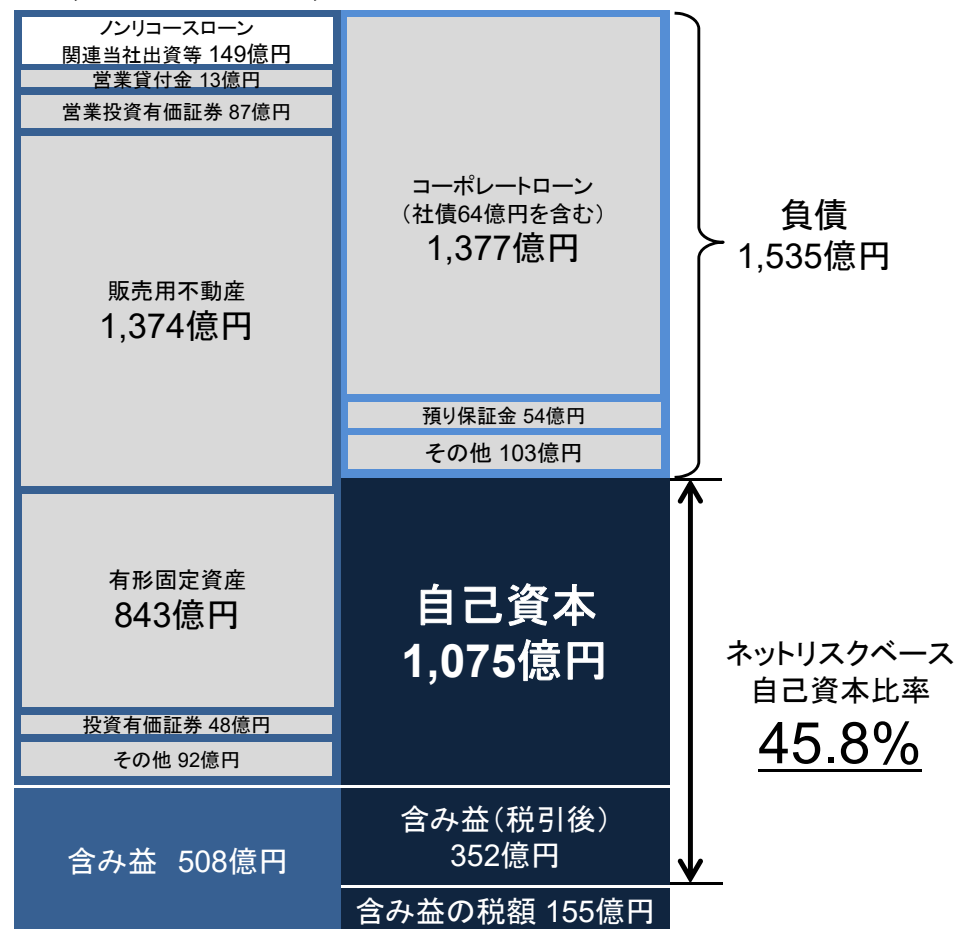 ノンリコースローン
関連当社出資等 149億円
営業貸付金 13億円
営業投資有価証券 87億円
販売用不動産
1,374億円
有形固定資産
843億円
投資有価証券 48億円
その他 92億円
含み益 508億円
コーポレートローン
（社債64億円を含む）
1,377億円
預り保証金 54億円
その他 103億円
自己資本
1,075億円
含み益（税引後）
352億円
含み益の税額 155億円
負債
1,535億円
ネットリスクベース
自己資本比率
45.8%